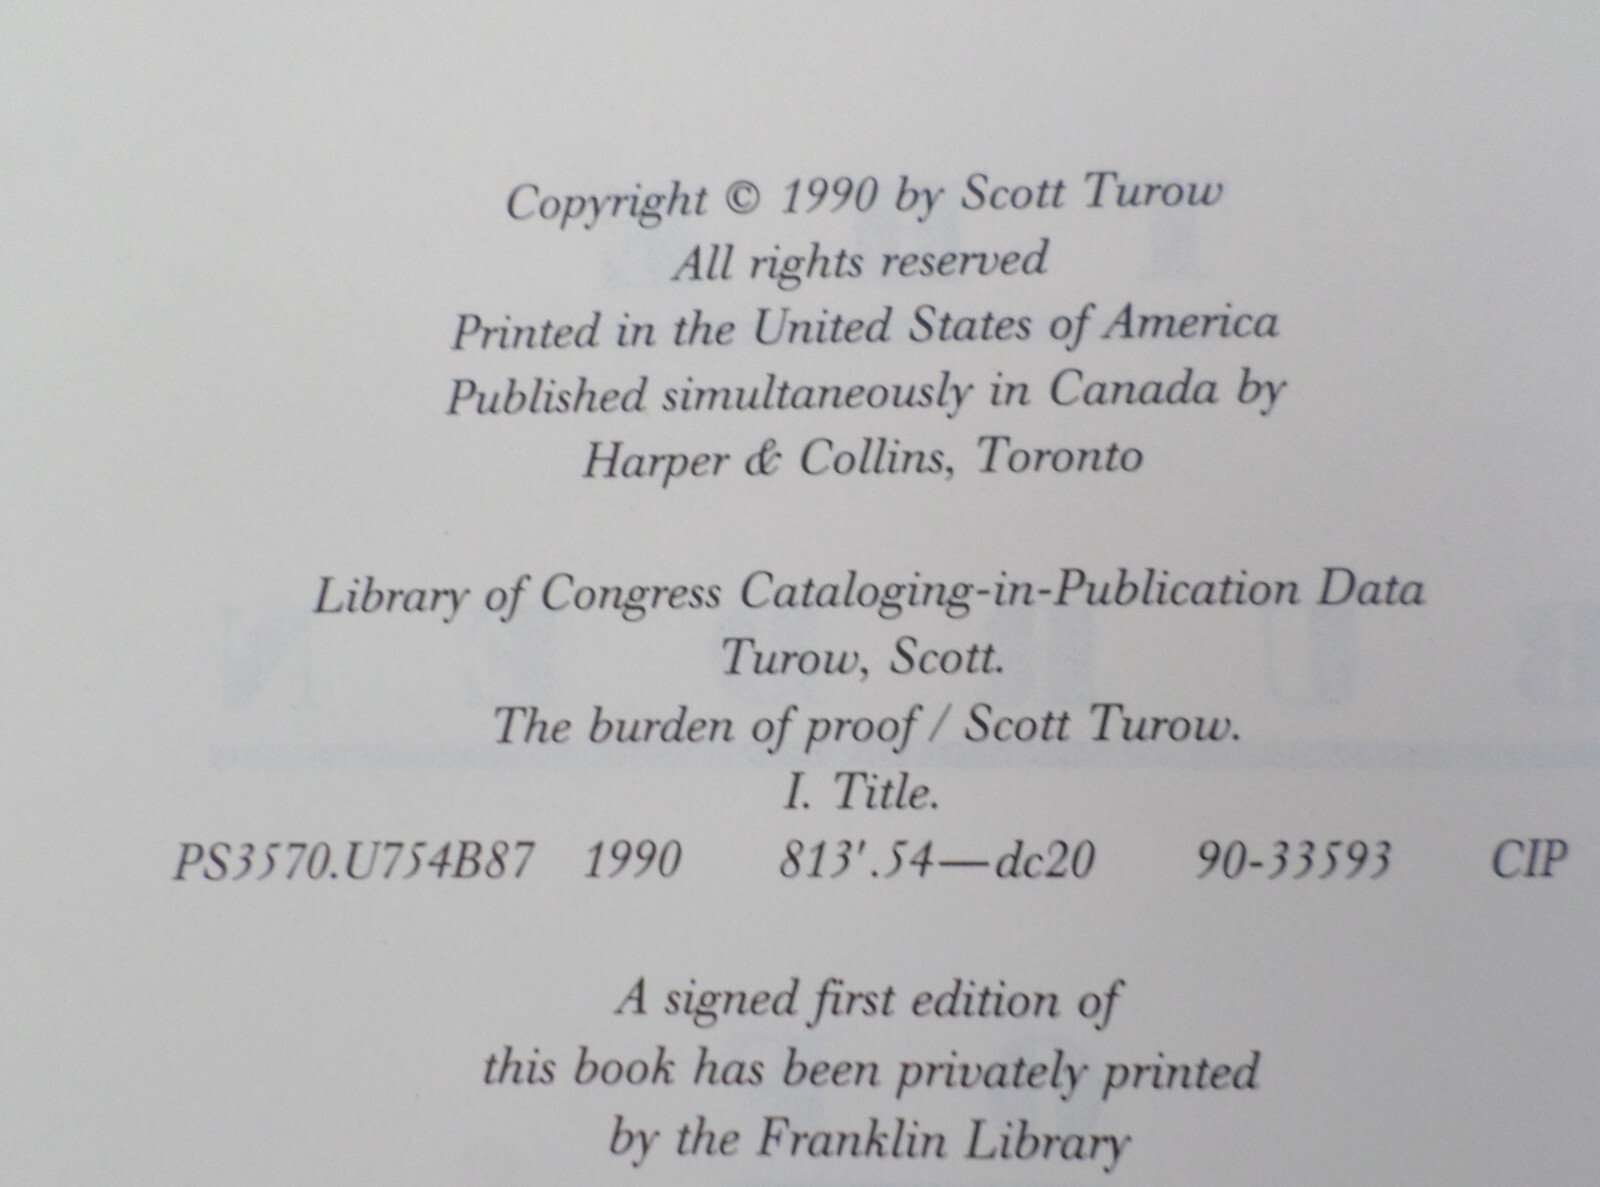 Copyright © 1990 by Scott Turow
All rights reserved
Printed in the United States of America
Published simultaneously in Canada by
Harper & Collins, Toronto
Library of Congress Cataloging-in-Publication Data
Turow, Scott.
The burden of proof / Scott Turow.
I. Title.
PS3570.U754B87 1990 813'.54—dc20 90-33593 CIP
A signed first edition of
this book has been privately printed
by the Franklin Library